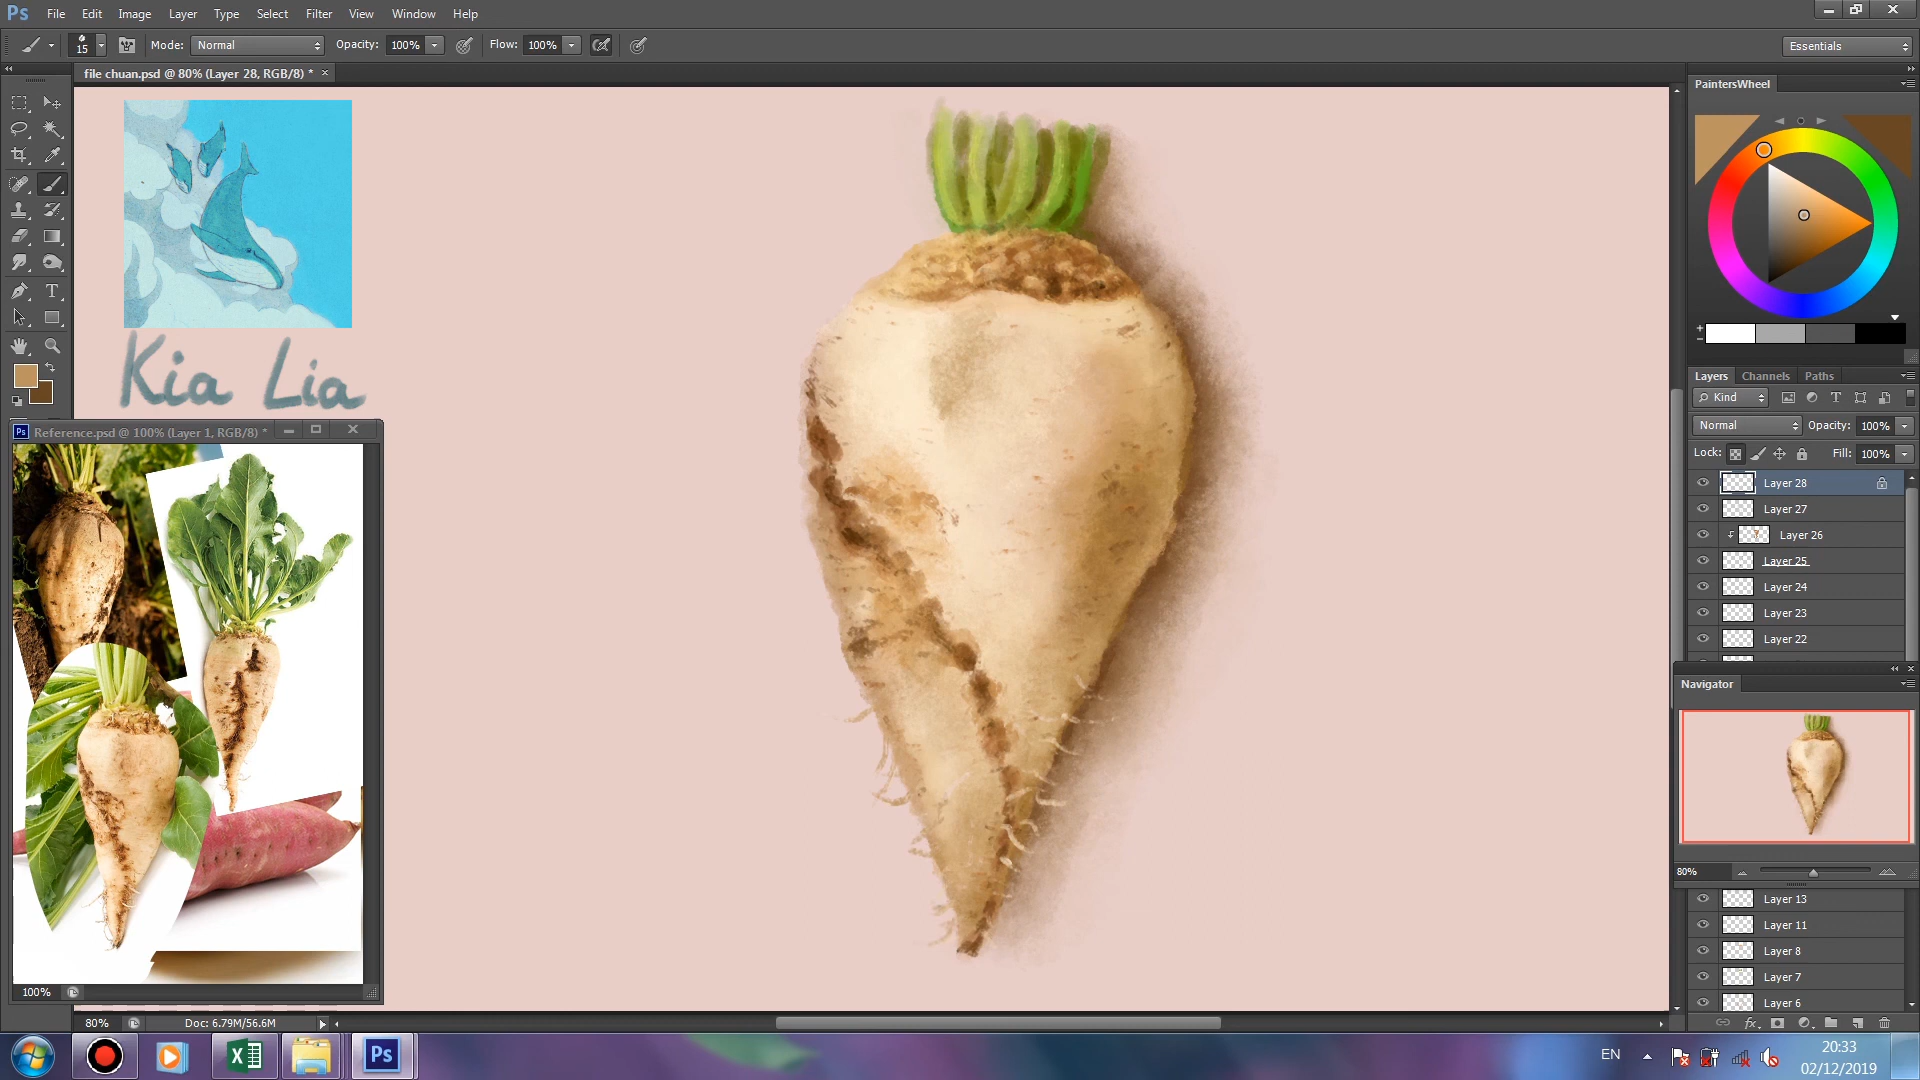 Ps File Edit Image Layer Type Select Filter View Window Help
15 Mode: Normal Opacity: 100% Flow: 100% Essentials
file chuan.psd @ 80% (Layer 28, RGB/8) * ×
PaintersWheel
Kia Lia
Ps Reference.psd @ 100% (Layer 1, RGB/8) *
100%
Layers Channels Paths
Kind
Normal Opacity: 100%
Lock: Fill: 100%
Layer 28
Layer 27
Layer 26
Layer 25
Layer 24
Layer 23
Layer 22
Navigator
80%
Layer 13
Layer 11
Layer 8
Layer 7
Layer 6
80% Doc: 6.79M/56.6M
Ps
EN
20:33
02/12/2019